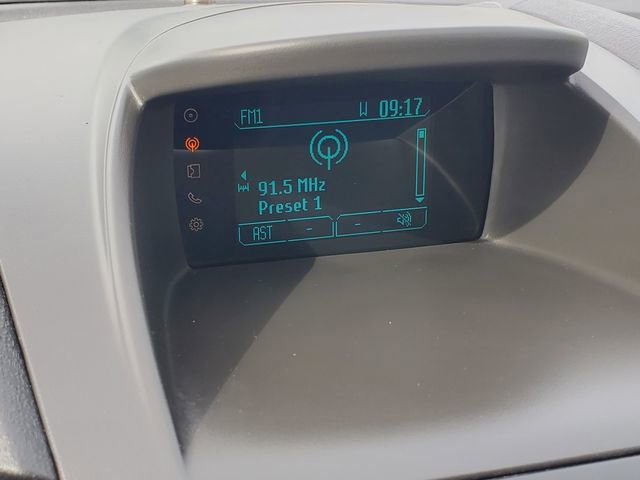 FM1 W 09:17
91.5 MHz
Preset 1
AST - -